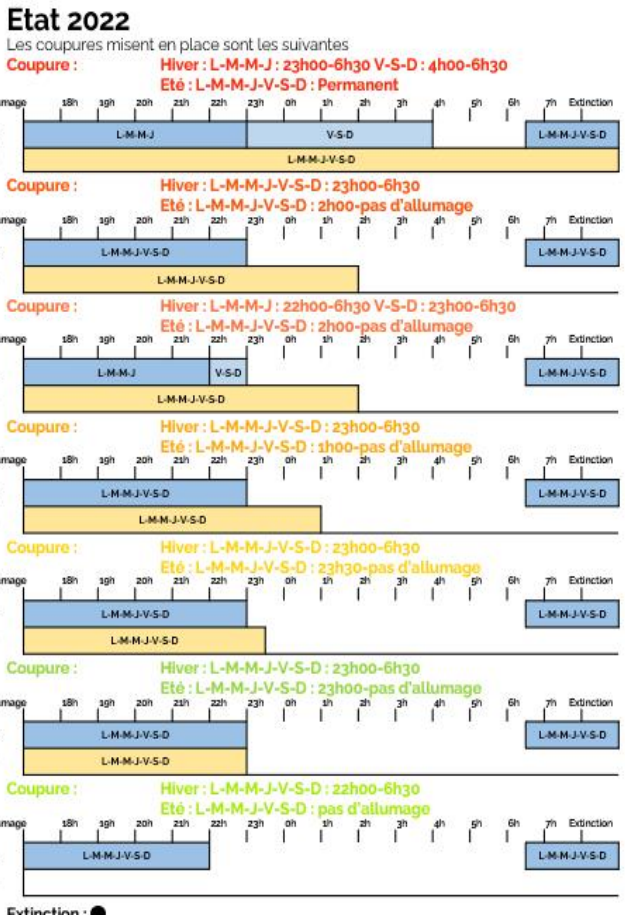 Etat 2022
Les coupures misent en place sont les suivantes
Coupure : Hiver : L-M-M-J : 23h00-6h30 V-S-D : 4h00-6h30
Eté : L-M-M-J-V-S-D : Permanent
18h 19h 20h 21h 22h 23h 0h 1h 2h 3h 4h 5h 6h 7h Extinction
L-M-M-J V-S-D L-M-M-J-V-S-D
L-M-M-J-V-S-D
Coupure : Hiver : L-M-M-J-V-S-D : 23h00-6h30
Eté : L-M-M-J-V-S-D : 2h00-pas d'allumage
18h 19h 20h 21h 22h 23h 0h 1h 2h 3h 4h 5h 6h 7h Extinction
L-M-M-J-V-S-D L-M-M-J-V-S-D
L-M-M-J-V-S-D
Coupure : Hiver : L-M-M-J : 22h00-6h30 V-S-D : 23h00-6h30
Eté : L-M-M-J-V-S-D : 2h00-pas d'allumage
18h 19h 20h 21h 22h 23h 0h 1h 2h 3h 4h 5h 6h 7h Extinction
L-M-M-J V-S-D L-M-M-J-V-S-D
L-M-M-J-V-S-D
Coupure : Hiver : L-M-M-J-V-S-D : 23h00-6h30
Eté : L-M-M-J-V-S-D : 1h00-pas d'allumage
18h 19h 20h 21h 22h 23h 0h 1h 2h 3h 4h 5h 6h 7h Extinction
L-M-M-J-V-S-D L-M-M-J-V-S-D
L-M-M-J-V-S-D
Coupure : Hiver : L-M-M-J-V-S-D : 23h00-6h30
Eté : L-M-M-J-V-S-D : 23h30-pas d'allumage
18h 19h 20h 21h 22h 23h 0h 1h 2h 3h 4h 5h 6h 7h Extinction
L-M-M-J-V-S-D L-M-M-J-V-S-D
L-M-M-J-V-S-D
Coupure : Hiver : L-M-M-J-V-S-D : 23h00-6h30
Eté : L-M-M-J-V-S-D : 23h00-pas d'allumage
18h 19h 20h 21h 22h 23h 0h 1h 2h 3h 4h 5h 6h 7h Extinction
L-M-M-J-V-S-D L-M-M-J-V-S-D
L-M-M-J-V-S-D
Coupure : Hiver : L-M-M-J-V-S-D : 22h00-6h30
Eté : L-M-M-J-V-S-D : pas d'allumage
18h 19h 20h 21h 22h 23h 0h 1h 2h 3h 4h 5h 6h 7h Extinction
L-M-M-J-V-S-D L-M-M-J-V-S-D
Extinction :